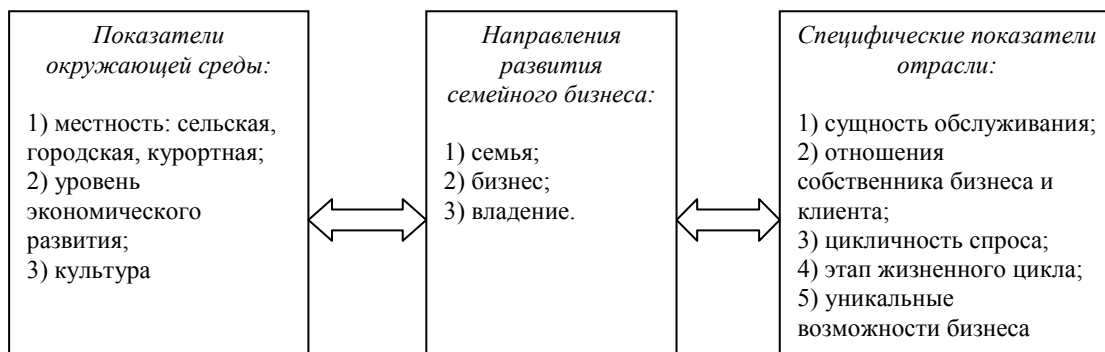 Показатели
окружающей среды:
1) местность: сельская,
городская, курортная;
2) уровень
экономического
развития;
3) культура
Направления
развития
семейного бизнеса:
1) семья;
2) бизнес;
3) владение.
Специфические показатели
отрасли:
1) сущность обслуживания;
2) отношения
собственника бизнеса и
клиента;
3) цикличность спроса;
4) этап жизненного цикла;
5) уникальные
возможности бизнеса